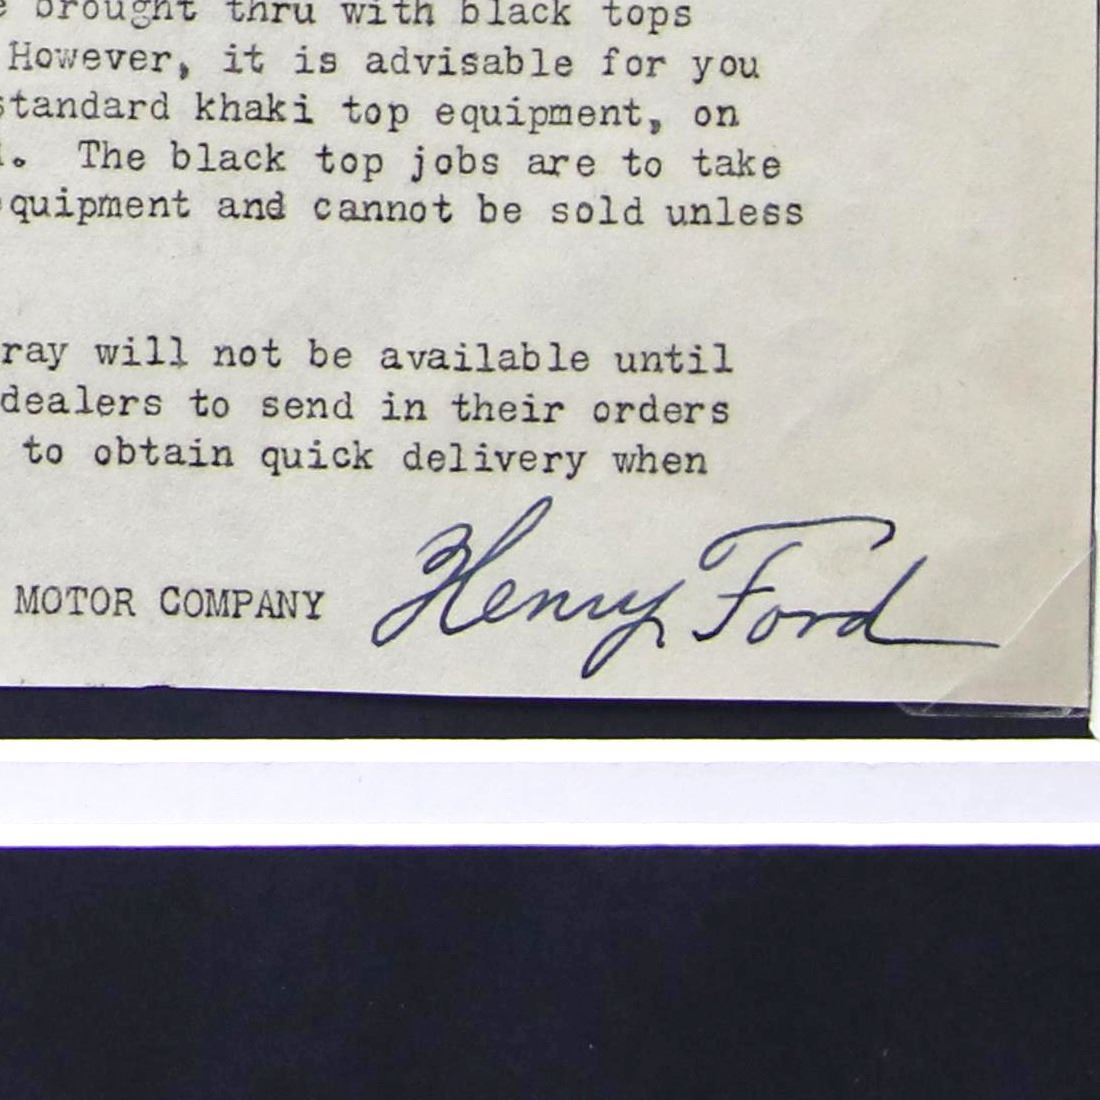 brought thru with black tops
However, it is advisable for you
standard khaki top equipment, on
The black top jobs are to take
equipment and cannot be sold unless
ray will not be available until
dealers to send in their orders
to obtain quick delivery when
MOTOR COMPANY Henry Ford